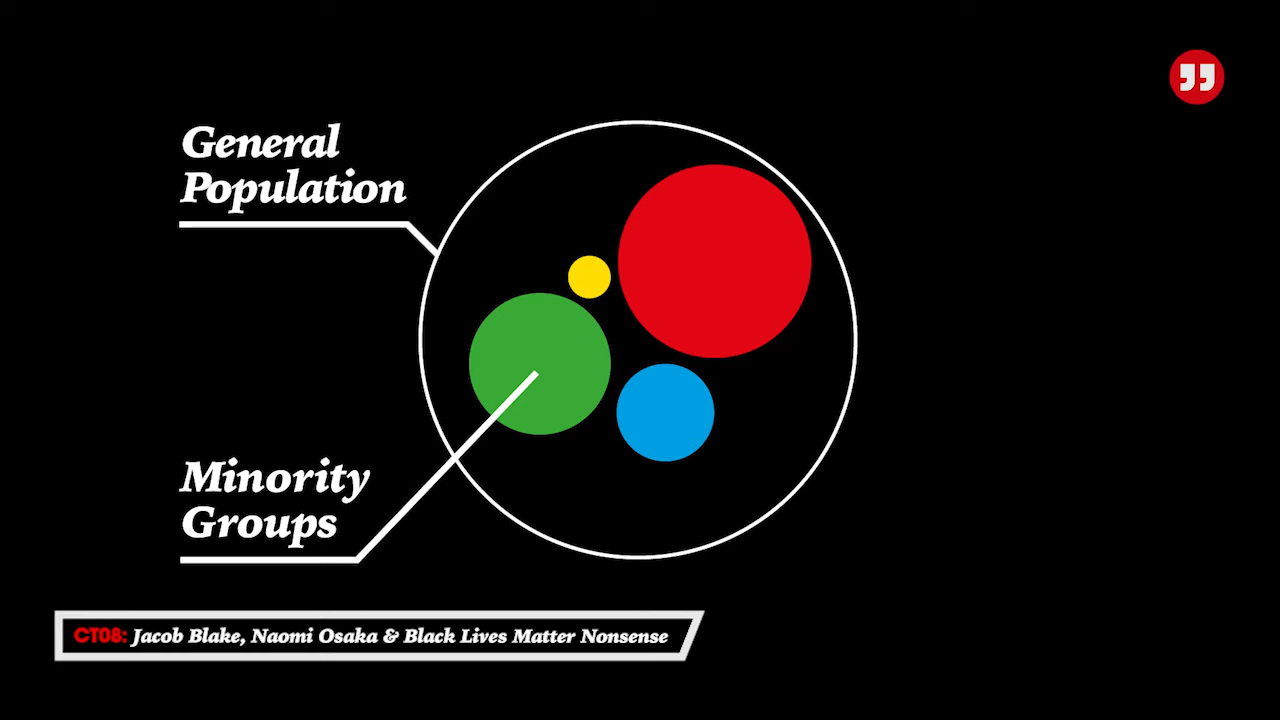 General
Population
Minority
Groups
CT08: Jacob Blake, Naomi Osaka & Black Lives Matter Nonsense